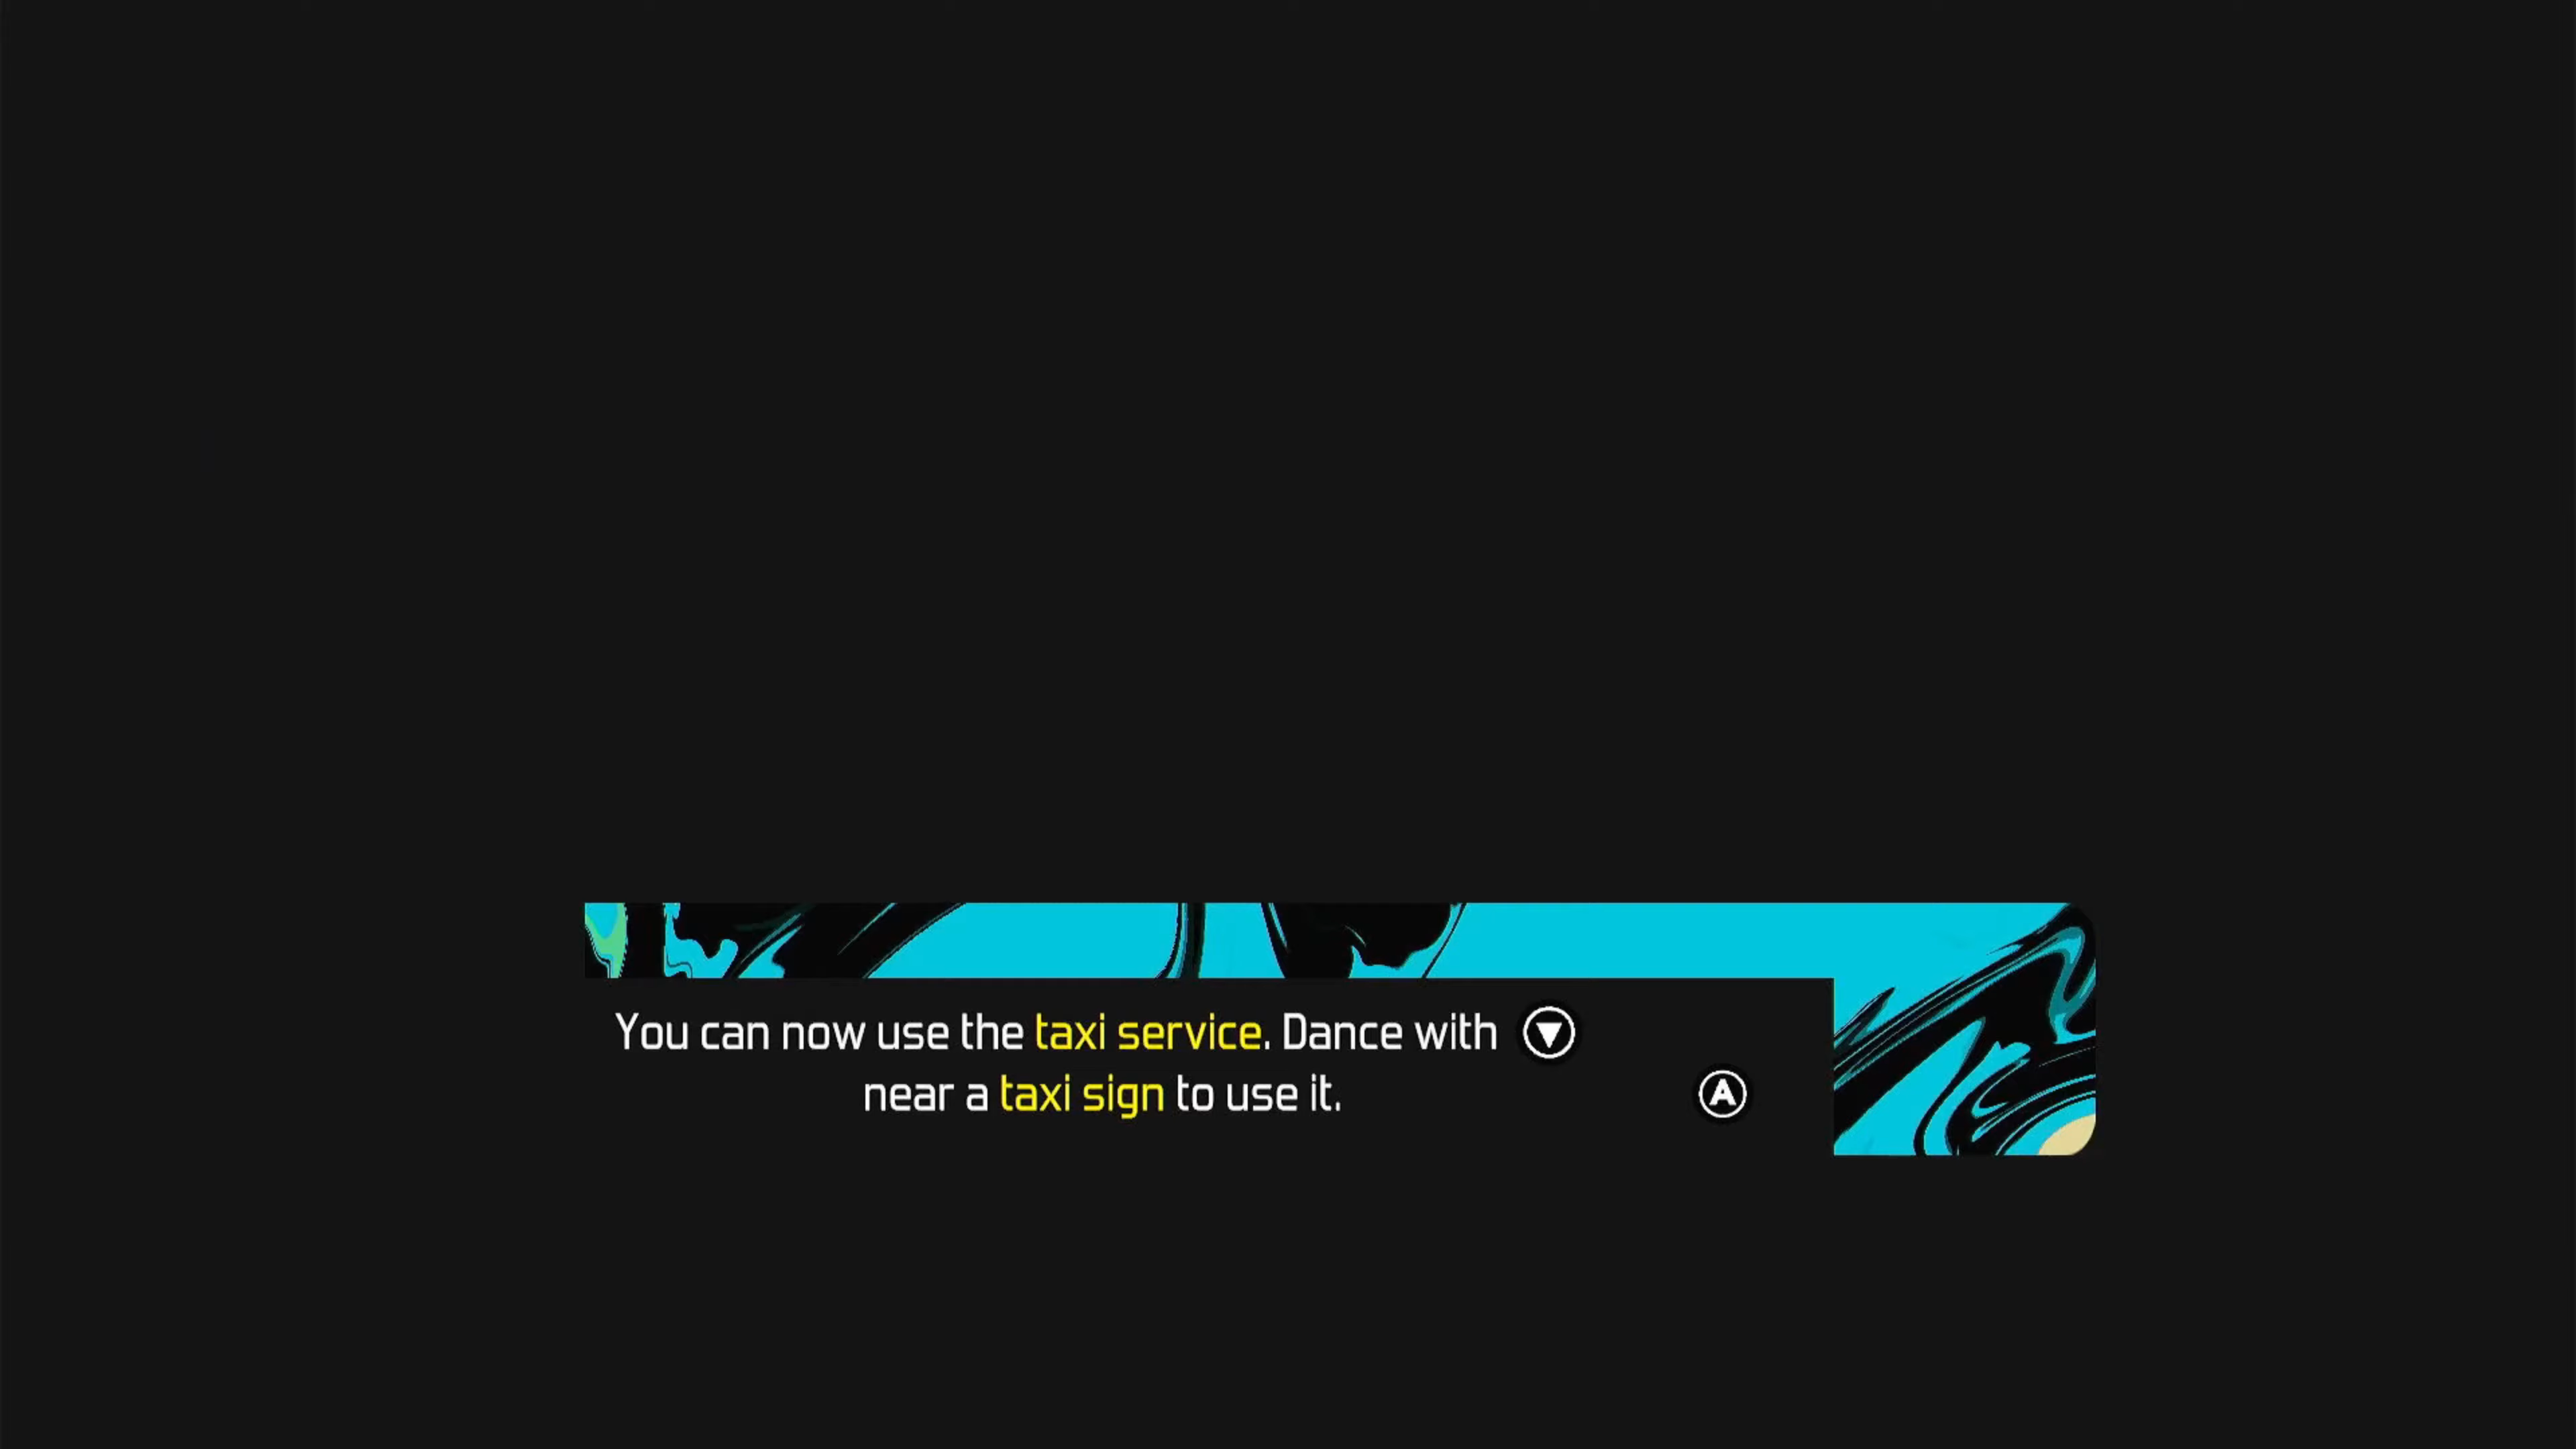 You can now use the taxi service. Dance with ▼
near a taxi sign to use it.
A